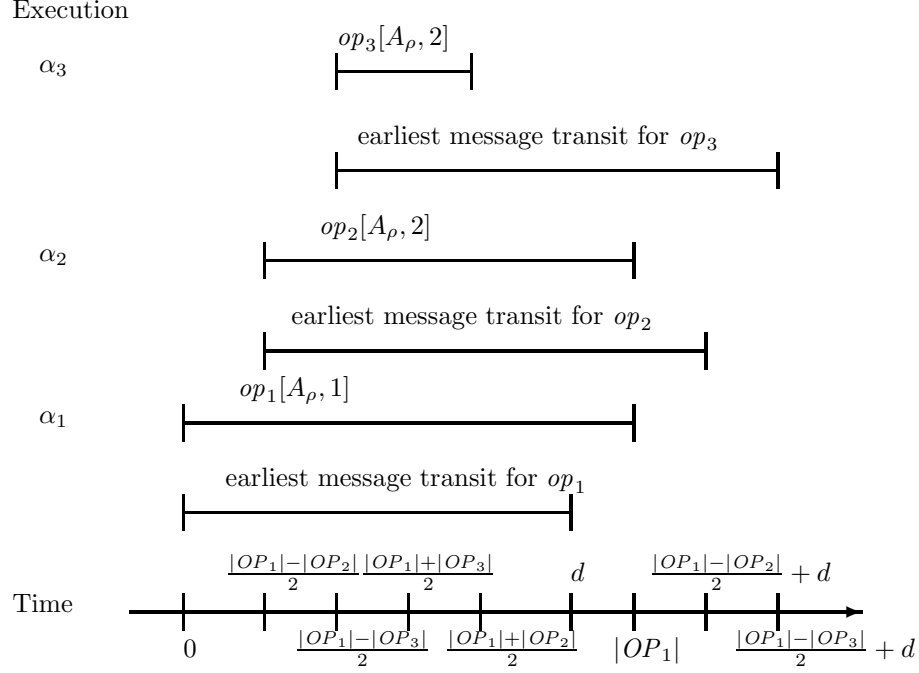 Execution
op₃[Aρ, 2]
α₃
earliest message transit for op₃
op₂[Aρ, 2]
α₂
earliest message transit for op₂
op₁[Aρ, 1]
α₁
earliest message transit for op₁
|OP₁|−|OP₂|/2 |OP₁|+|OP₃|/2 d |OP₁|−|OP₂|/2 + d
Time
0 |OP₁|−|OP₃|/2 |OP₁|+|OP₂|/2 |OP₁| |OP₁|−|OP₃|/2 + d